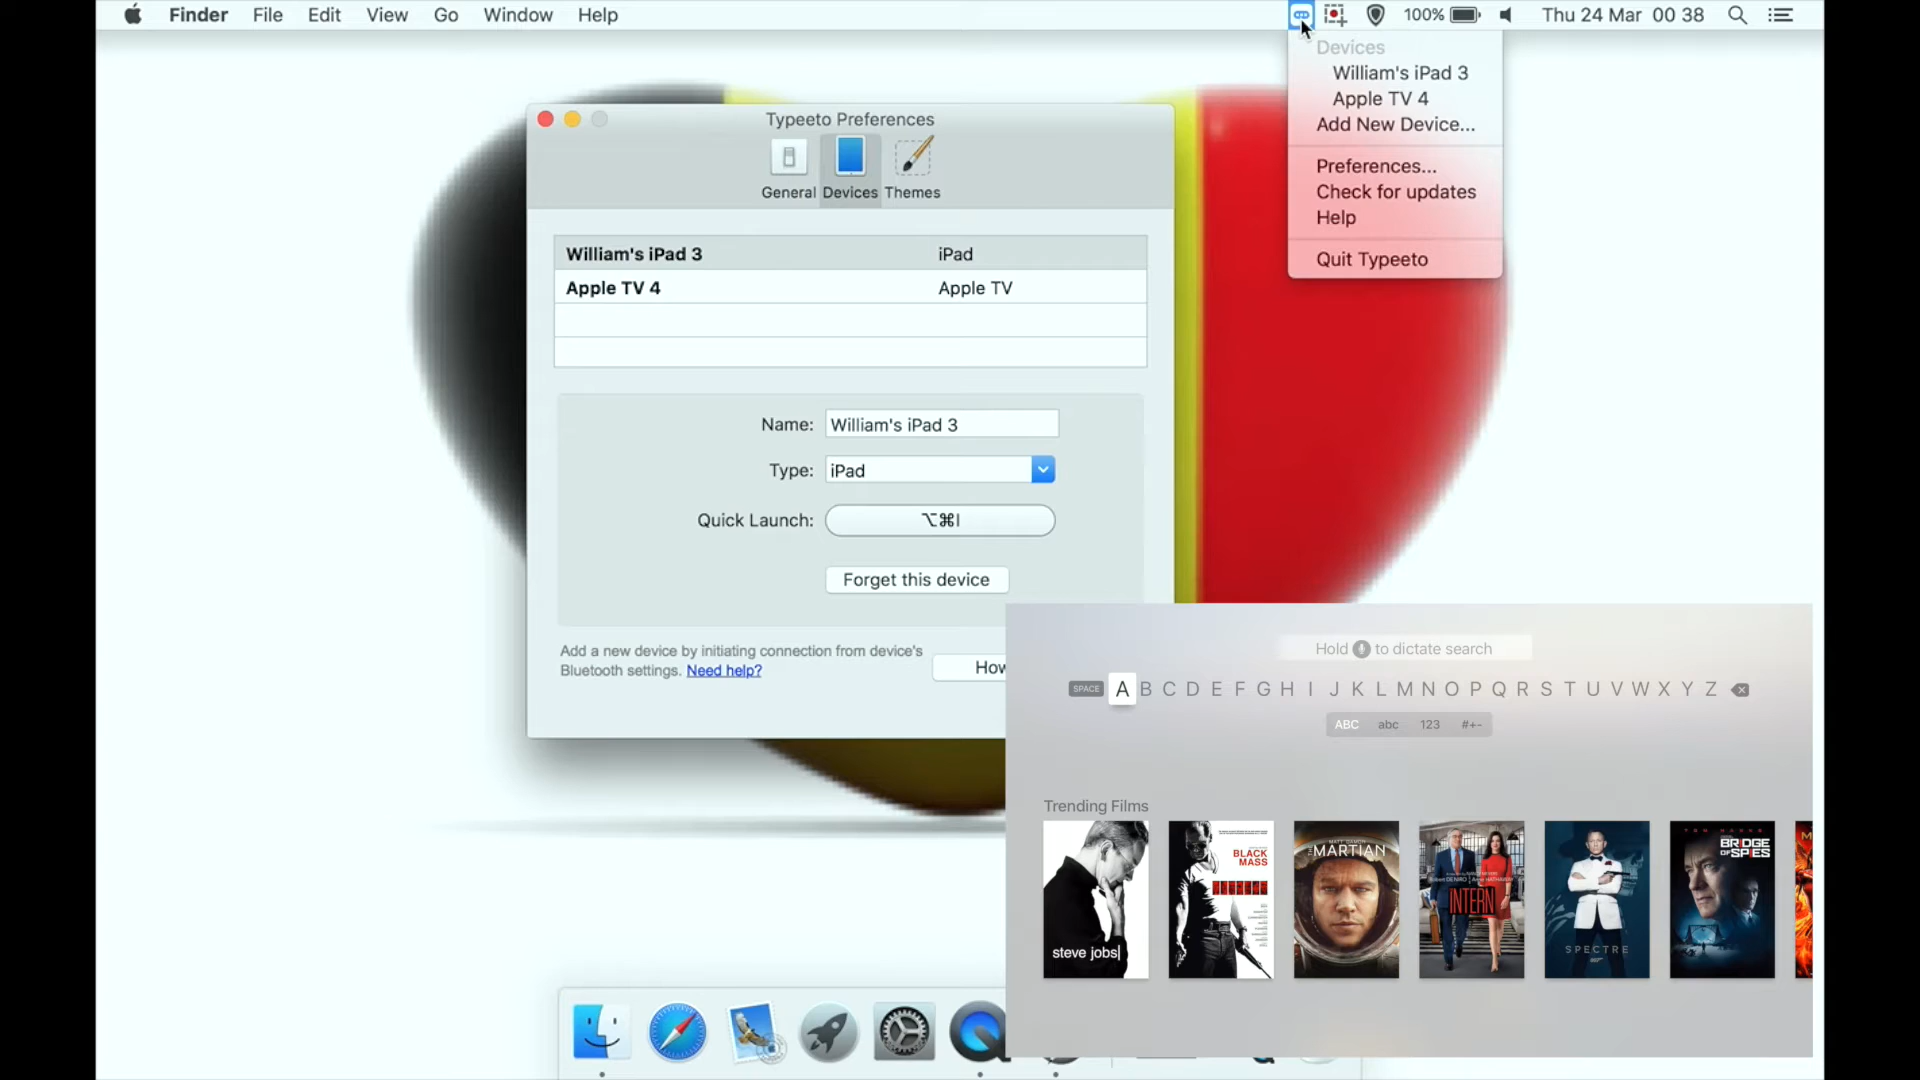 Finder File Edit View Go Window Help 100% Thu 24 Mar 00 38
Devices
William's iPad 3
Apple TV 4
Add New Device...
Preferences...
Check for updates
Help
Quit Typeeto
Typeeto Preferences
General Devices Themes
William's iPad 3 iPad
Apple TV 4 Apple TV
Name: William's iPad 3
Type: iPad
Quick Launch: ⌥⌘I
Forget this device
Add a new device by initiating connection from device's
Bluetooth settings. Need help?
How
Hold to dictate search
SPACE A B C D E F G H I J K L M N O P Q R S T U V W X Y Z
ABC abc 123 #+-
Trending Films
steve jobs
BLACK
MASS
MARTIAN
INTERN
SPECTRE
BRIDGE
OF SPIES